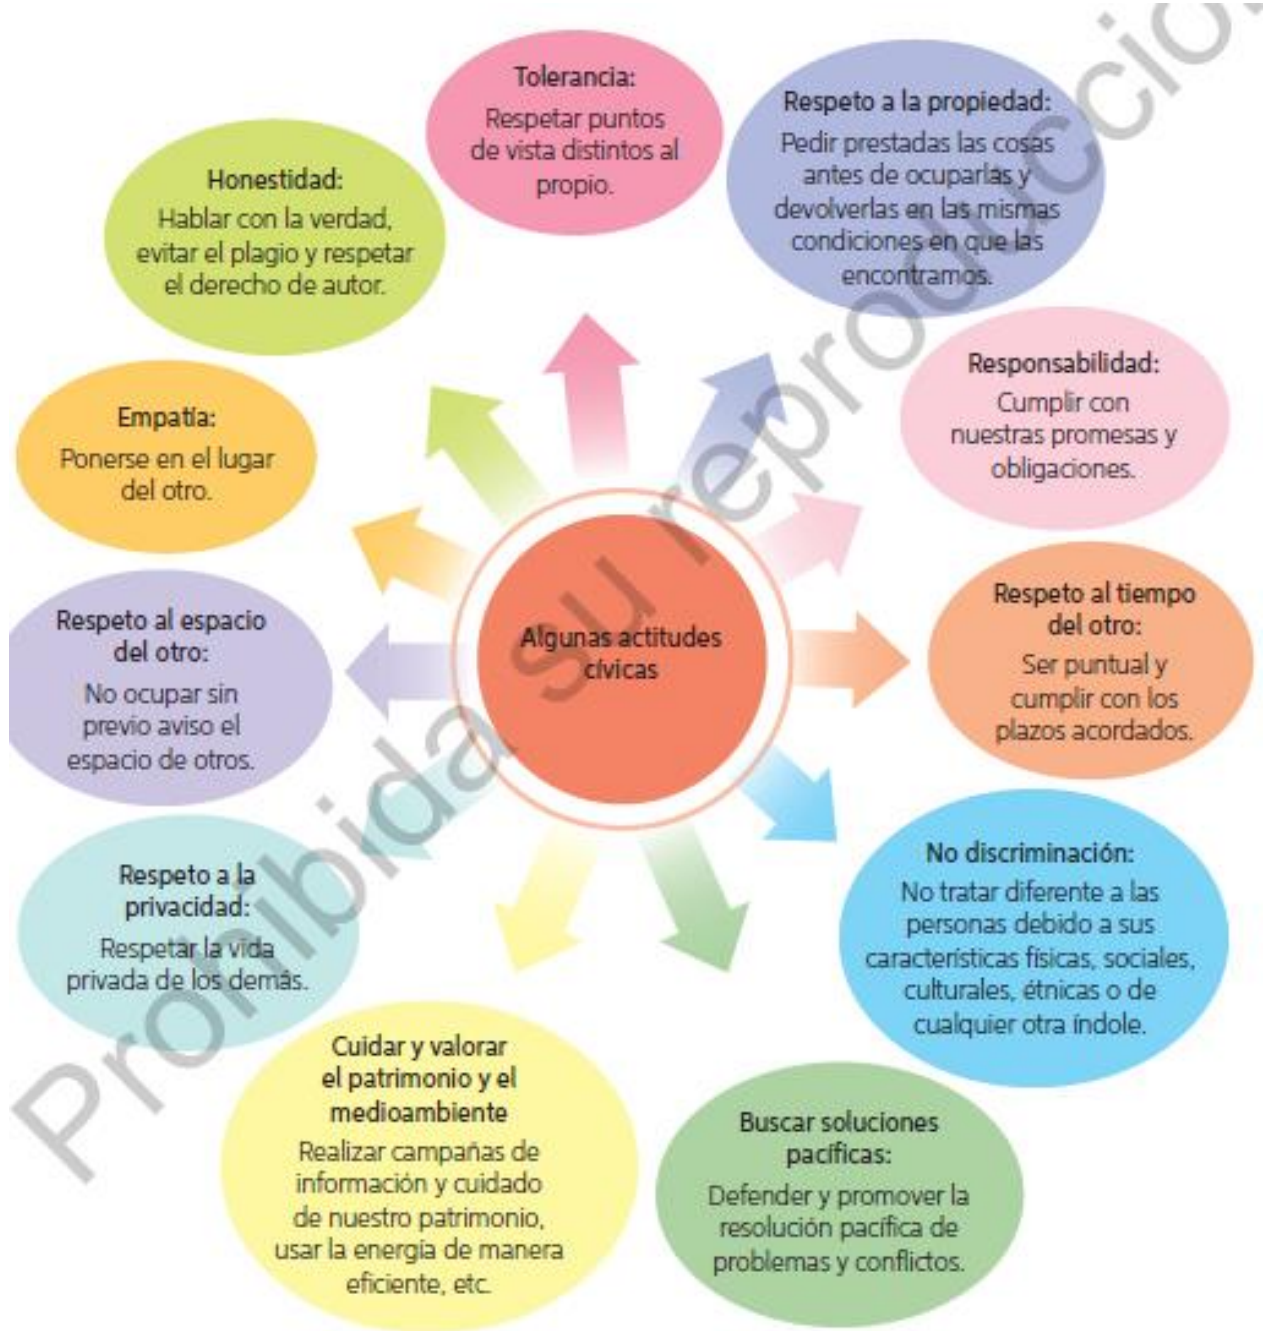 Algunas actitudes
cívicas
Tolerancia:
Respetar puntos
de vista distintos al
propio.
Respeto a la propiedad:
Pedir prestadas las cosas
antes de ocuparlas y
devolverlas en las mismas
condiciones en que las
encontramos.
Responsabilidad:
Cumplir con
nuestras promesas y
obligaciones.
Respeto al tiempo
del otro:
Ser puntual y
cumplir con los
plazos acordados.
No discriminación:
No tratar diferente a las
personas debido a sus
características físicas, sociales,
culturales, étnicas o de
cualquier otra índole.
Buscar soluciones
pacíficas:
Defender y promover la
resolución pacífica de
problemas y conflictos.
Cuidar y valorar
el patrimonio y el
medioambiente
Realizar campañas de
información y cuidado
de nuestro patrimonio,
usar la energía de manera
eficiente, etc.
Respeto a la
privacidad:
Respetar la vida
privada de los demás.
Respeto al espacio
del otro:
No ocupar sin
previo aviso el
espacio de otros.
Empatía:
Ponerse en el lugar
del otro.
Honestidad:
Hablar con la verdad,
evitar el plagio y respetar
el derecho de autor.
Prohibida su reproducció